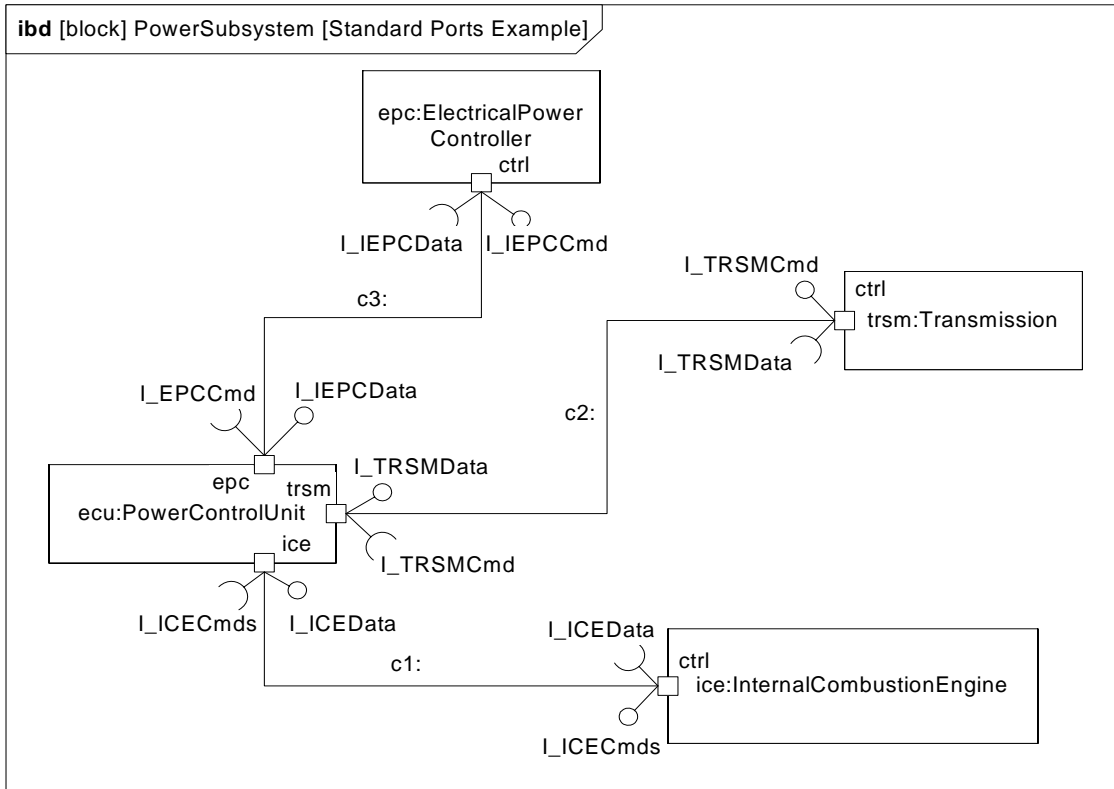 ibd [block] PowerSubsystem [Standard Ports Example]
epc:ElectricalPower
Controller
ctrl
I_IEPCData
I_IEPCCmd
I_TRSMCmd
ctrl
c3:
trsm:Transmission
I_TRSMData
I_EPCCmd
I_IEPCData
c2:
I_TRSMData
epc
trsm
ecu:PowerControlUnit
ice
I_TRSMCmd
I_ICECmds
I_ICEData
I_ICEData
c1:
ctrl
ice:InternalCombustionEngine
I_ICECmds